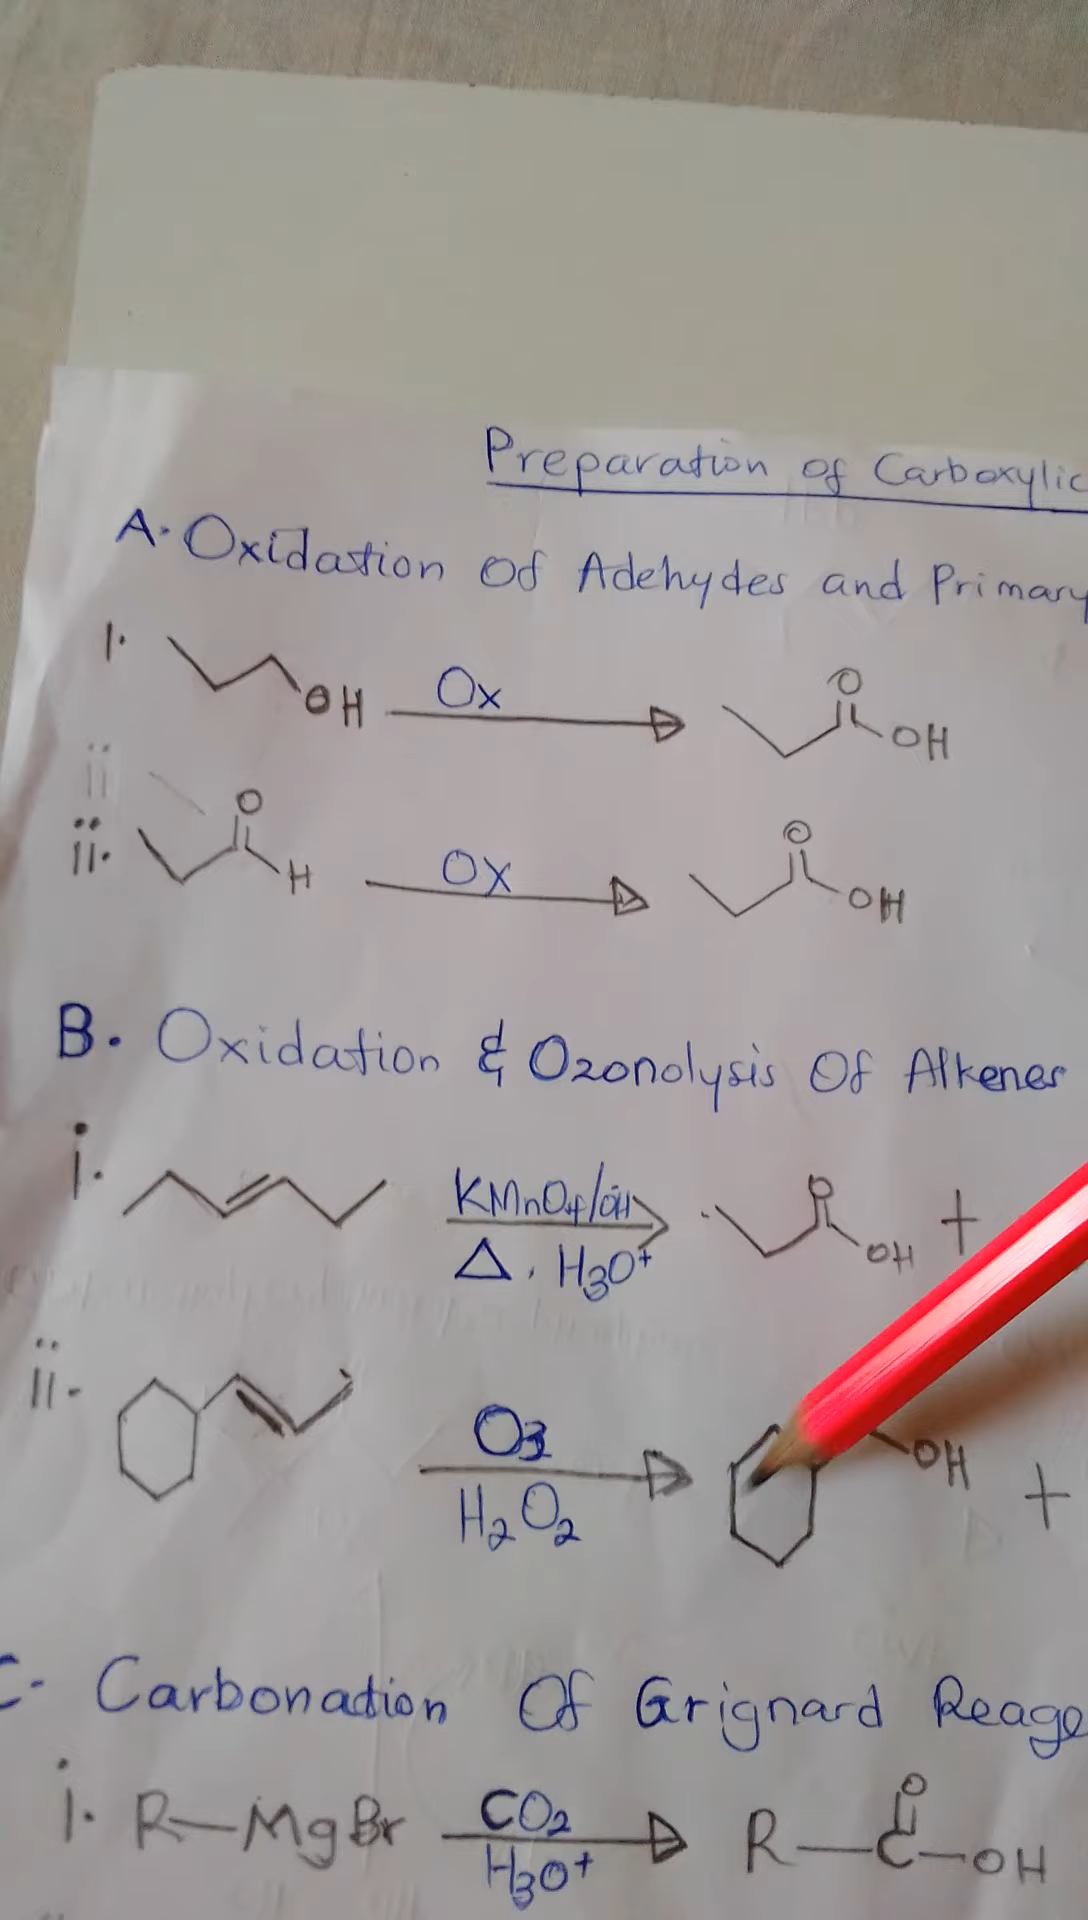 Preparation of Carboxylic
A. Oxidation Of Adehydes and Primary
1. OH Ox O OH
ii
ii. O H OX O OH
B. Oxidation & Ozonolysis Of Alkenes
i. KMnO4/OH Δ, H3O+ O OH +
ii. O3 H2O2 OH +
C. Carbonation Of Grignard Reage
i. R—MgBr CO2 H3O+ R—C—OH O